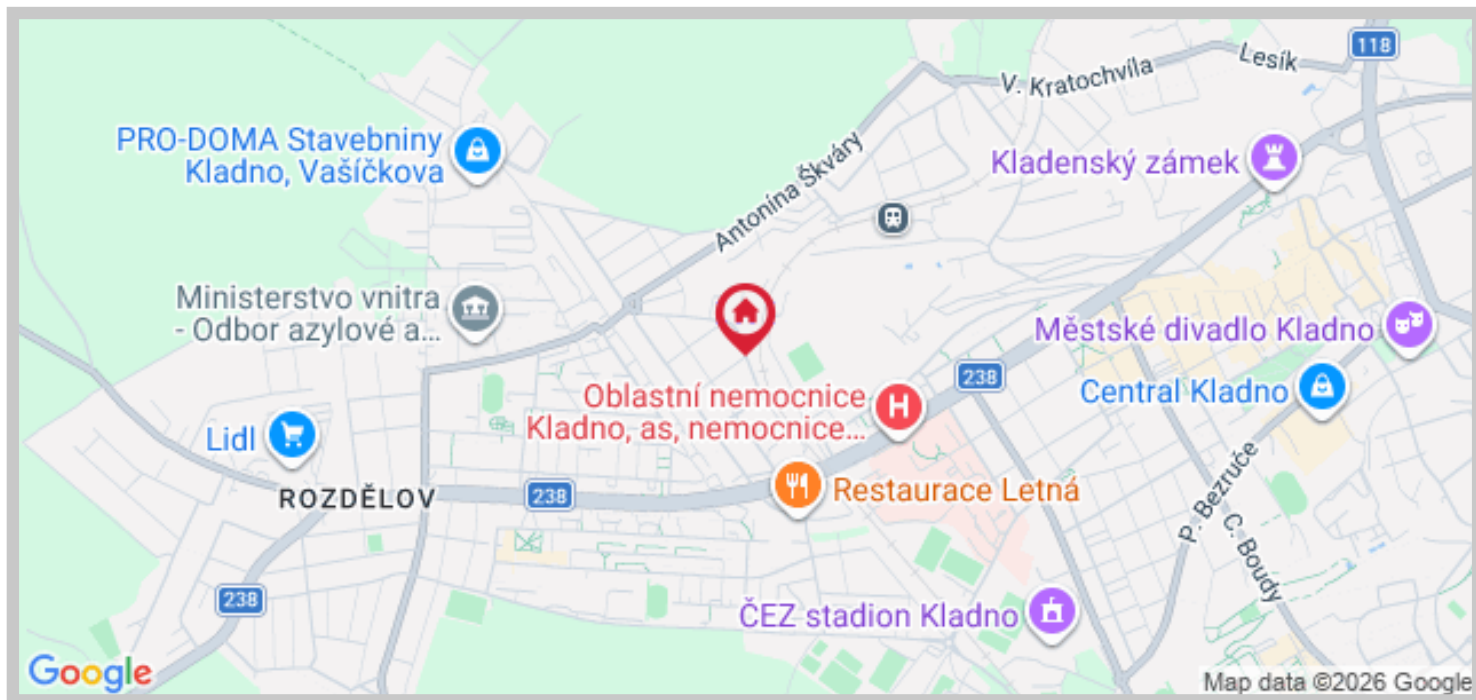 118
Lesík
V. Kratochvíla
PRO-DOMA Stavebniny
Kladno, Vašíčkova
Kladenský zámek
Antonína Škváry
Ministerstvo vnitra
- Odbor azylové a...
Městské divadlo Kladno
238
Central Kladno
Oblastní nemocnice
Kladno, as, nemocnice...
H
Lidl
ROZDĚLOV
238
Restaurace Letná
P. Bezruče
C. Boudy
238
ČEZ stadion Kladno
Google
Map data ©2026 Google